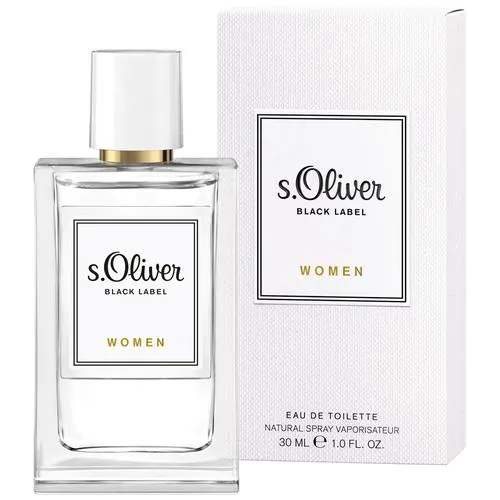 s.Oliver
BLACK LABEL
WOMEN
s.Oliver
BLACK LABEL
WOMEN
EAU DE TOILETTE
NATURAL SPRAY VAPORISATEUR
30 ML ℮ 1.0 FL. OZ.